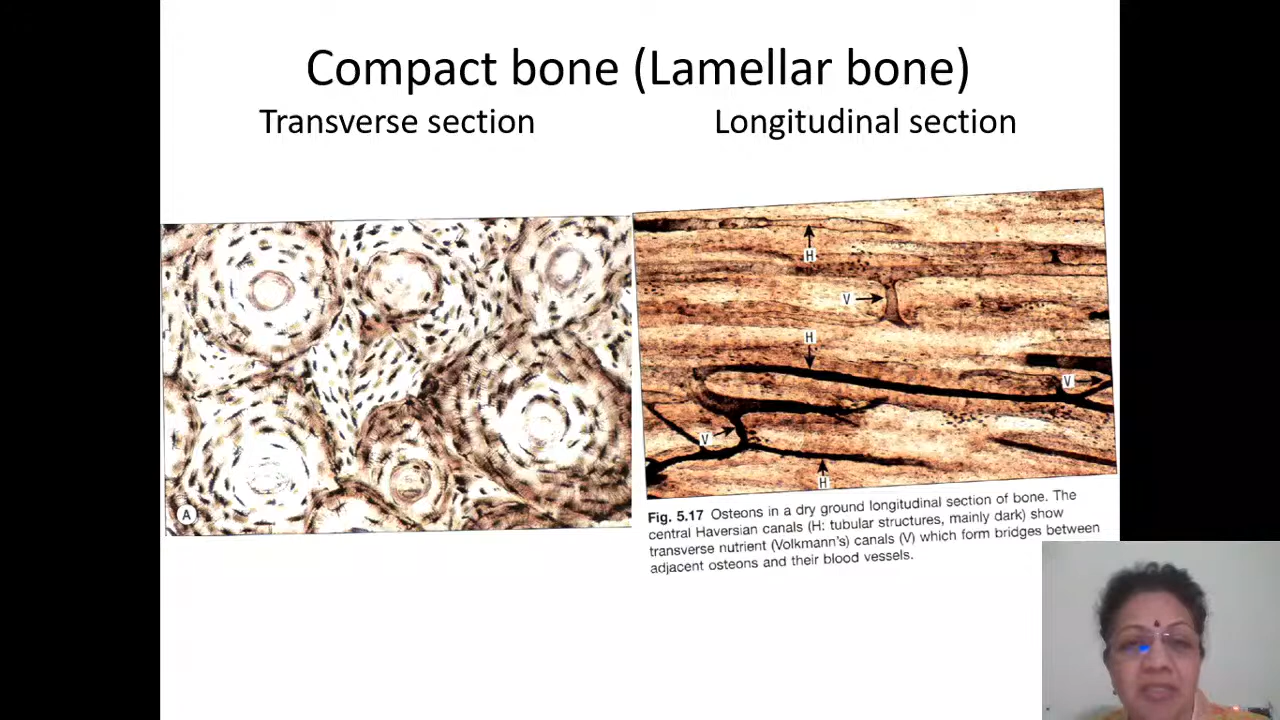 Compact bone (Lamellar bone)
Transverse section
Longitudinal section
A
H
V
H
V
V
H
Fig. 5.17 Osteons in a dry ground longitudinal section of bone. The
central Haversian canals (H: tubular structures, mainly dark) show
transverse nutrient (Volkmann's) canals (V) which form bridges between
adjacent osteons and their blood vessels.